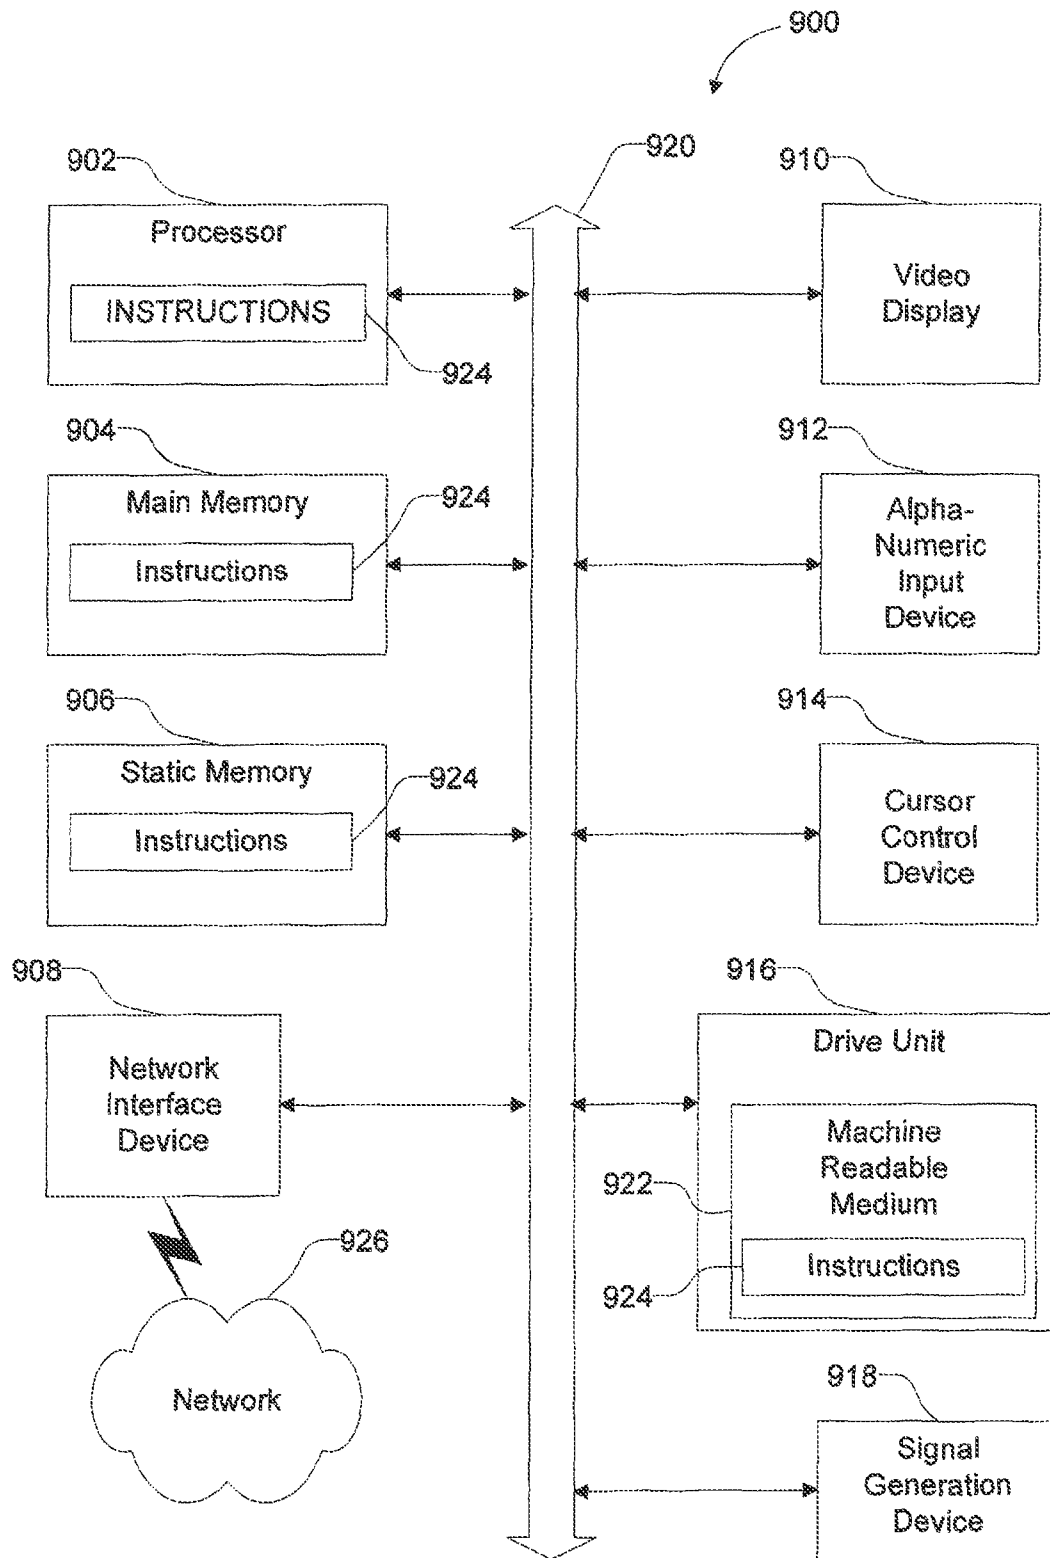 900
902
920
910
Processor
INSTRUCTIONS
924
Video
Display
904
912
Main Memory
924
Instructions
Alpha-
Numeric
Input
Device
906
914
Static Memory
924
Instructions
Cursor
Control
Device
908
916
Network
Interface
Device
Drive Unit
Machine
Readable
Medium
922
Instructions
924
926
Network
918
Signal
Generation
Device